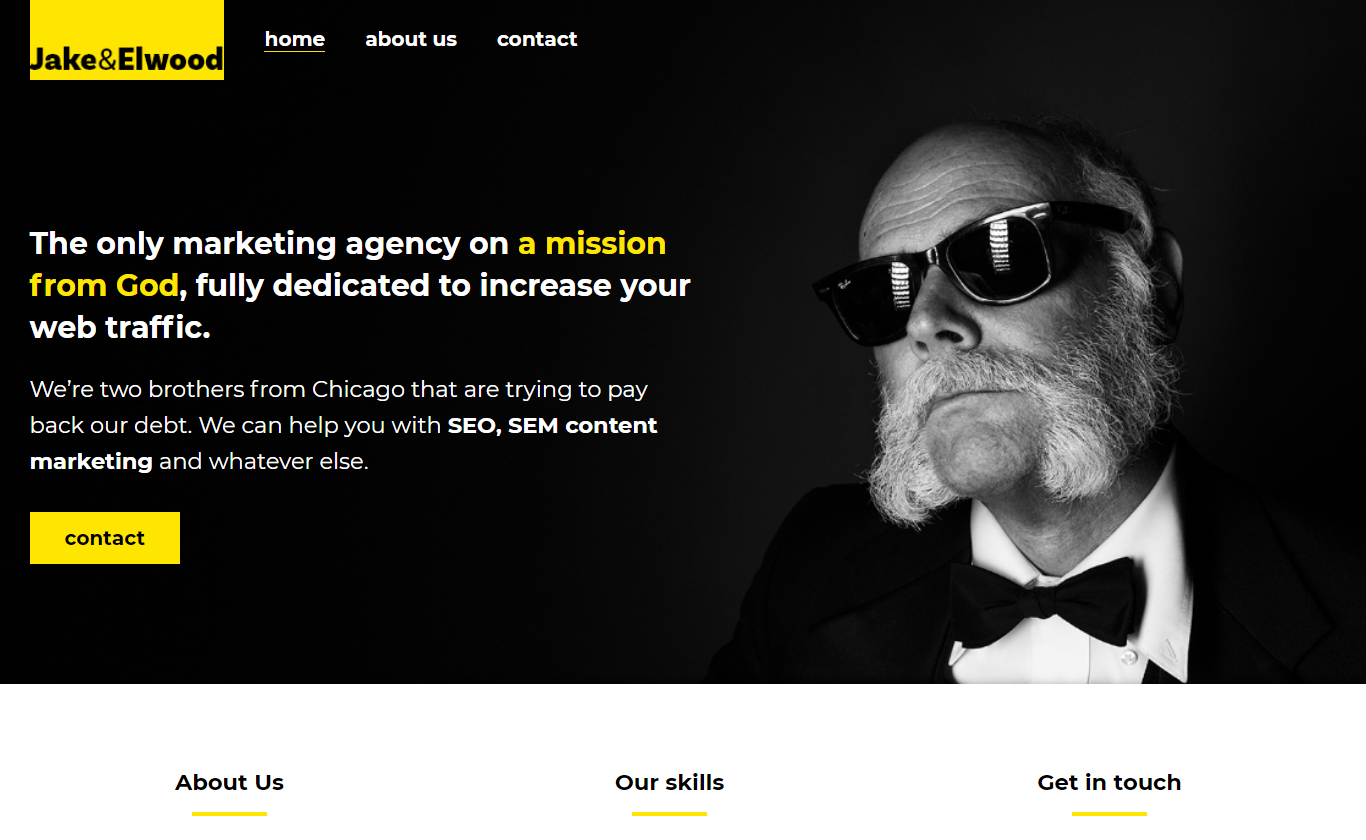 Jake&Elwood
home about us contact
The only marketing agency on a mission
from God, fully dedicated to increase your
web traffic.
We’re two brothers from Chicago that are trying to pay
back our debt. We can help you with SEO, SEM content
marketing and whatever else.
contact
About Us Our skills Get in touch